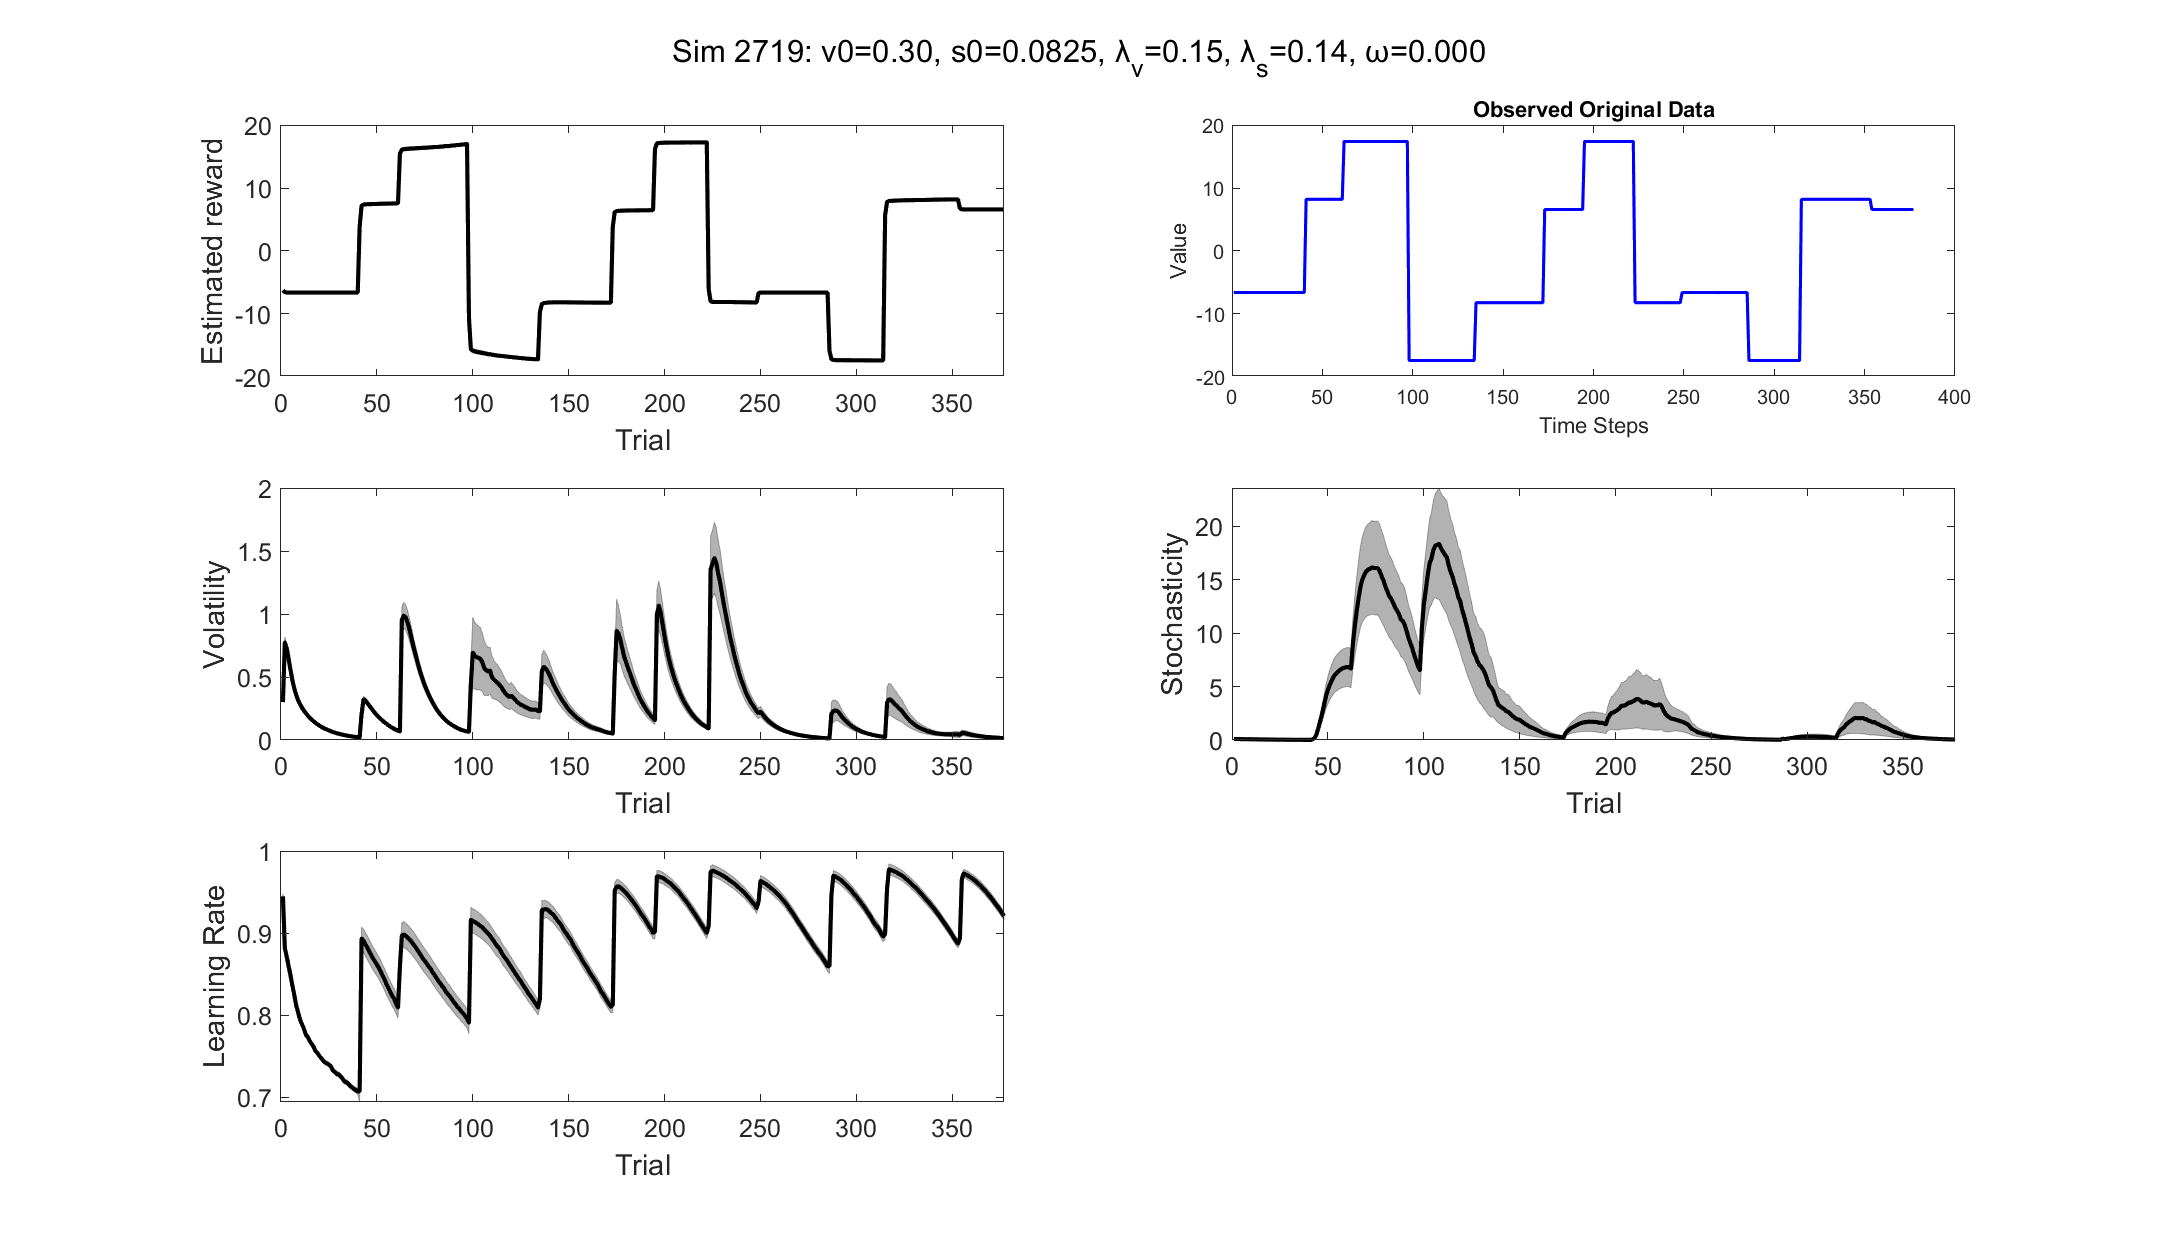 Sim 2719: v0=0.30, s0=0.0825, λv=0.15, λs=0.14, ω=0.000
20
10
0
-10
-20
Estimated reward
0 50 100 150 200 250 300 350
Trial
Observed Original Data
20
10
0
-10
-20
Value
0 50 100 150 200 250 300 350 400
Time Steps
2
1.5
1
0.5
0
Volatility
0 50 100 150 200 250 300 350
Trial
20
15
10
5
0
Stochasticity
0 50 100 150 200 250 300 350
Trial
1
0.9
0.8
0.7
Learning Rate
0 50 100 150 200 250 300 350
Trial